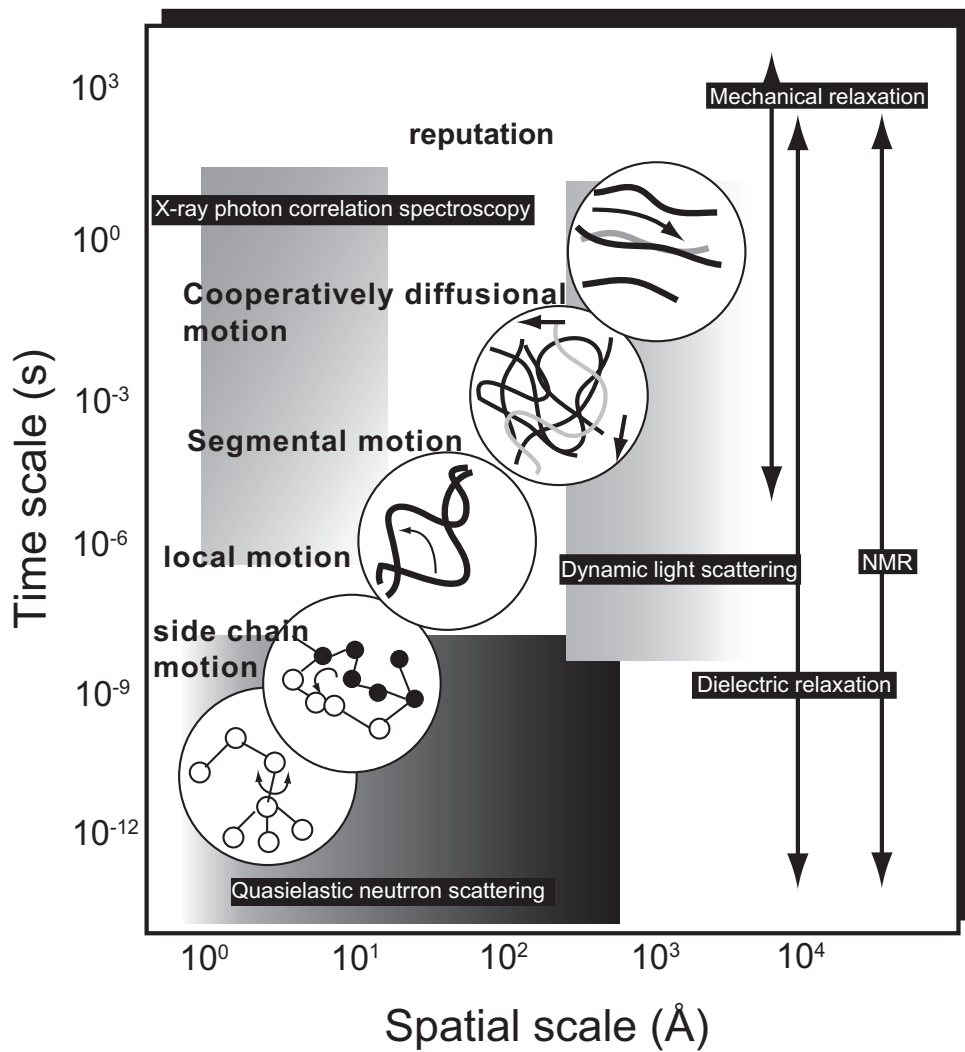 10³
Mechanical relaxation
reputation
X-ray photon correlation spectroscopy
10⁰
Cooperatively diffusional
motion
10⁻³
Segmental motion
10⁻⁶
local motion
Dynamic light scattering
NMR
side chain
motion
10⁻⁹
Dielectric relaxation
10⁻¹²
Quasielastic neutrron scattering
Time scale (s)
10⁰ 10¹ 10² 10³ 10⁴
Spatial scale (Å)